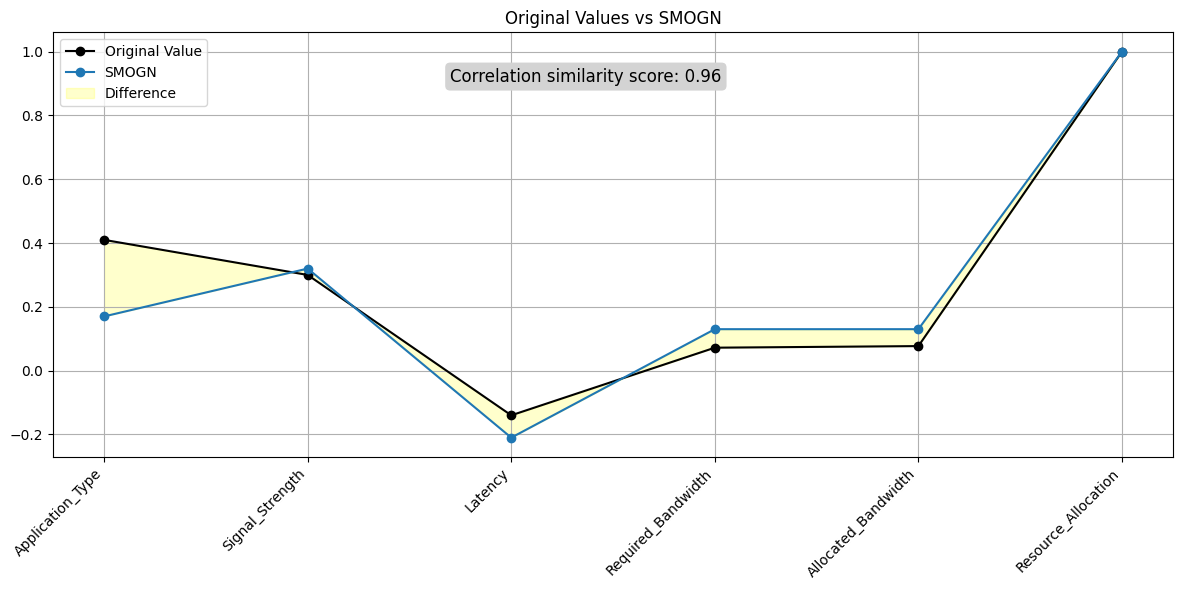 Original Values vs SMOGN
Original Value
SMOGN
Difference
Correlation similarity score: 0.96
1.0
0.8
0.6
0.4
0.2
0.0
−0.2
Application_Type
Signal_Strength
Latency
Required_Bandwidth
Allocated_Bandwidth
Resource_Allocation